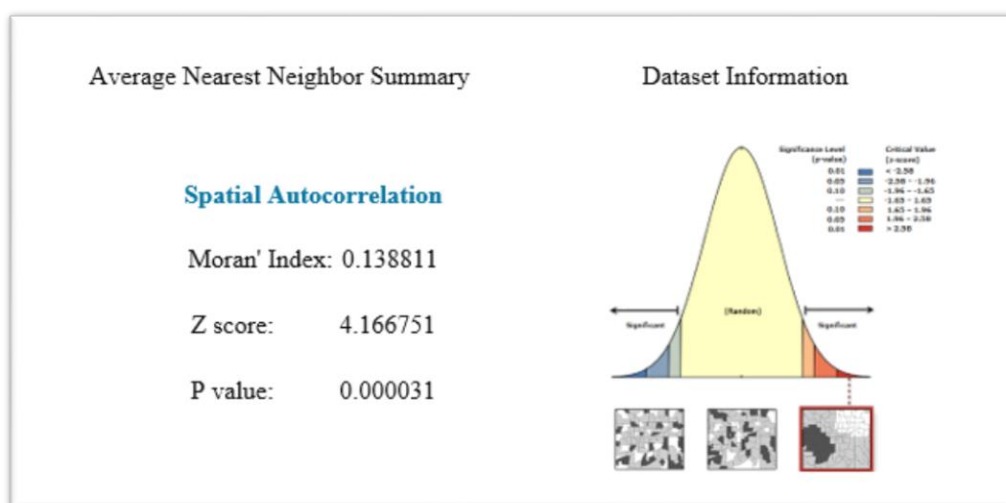 Average Nearest Neighbor Summary
Dataset Information
Spatial Autocorrelation
Moran' Index: 0.138811
Z score: 4.166751
P value: 0.000031
Significance Level
(p-value)
Critical Value
(z-score)
0.01 < -2.58
0.05 -2.58 - -1.96
0.10 -1.96 - -1.65
— -1.65 - 1.65
0.10 1.65 - 1.96
0.05 1.96 - 2.58
0.01 > 2.58
(Random)
Significant
Significant